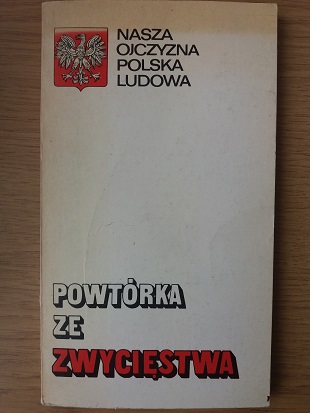 NASZA
OJCZYZNA
POLSKA
LUDOWA
POWTÓRKA
ZE
ZWYCIĘSTWA